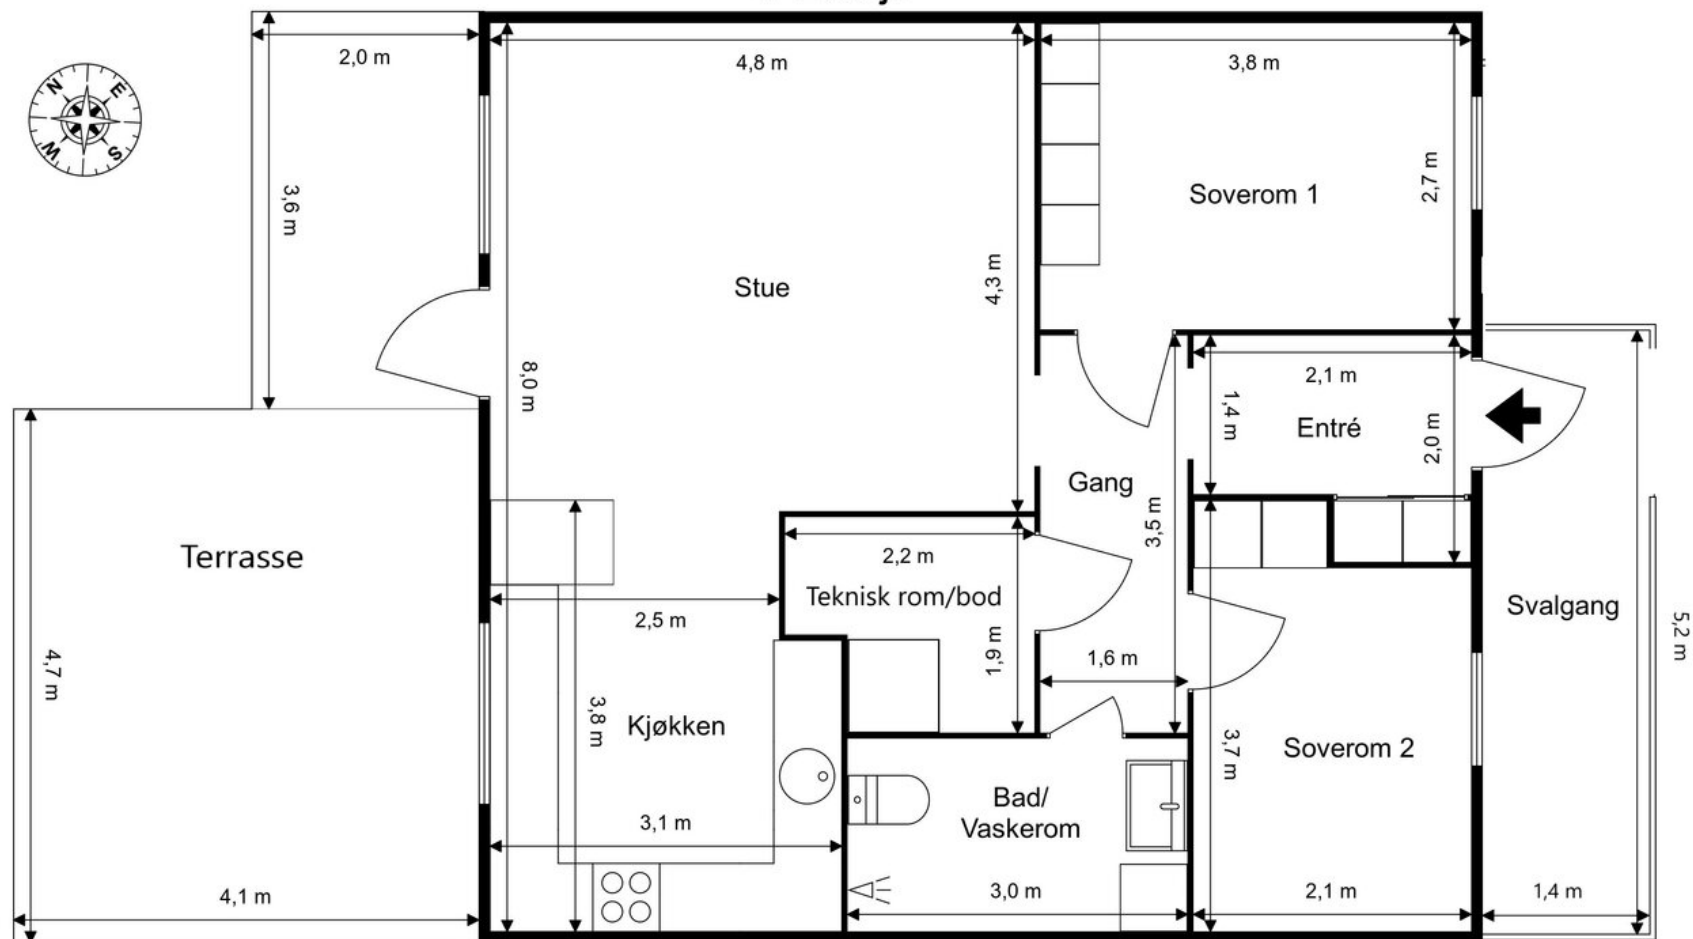 2,0 m
4,8 m
3,8 m
N
E
W
S
3,6 m
2,7 m
Soverom 1
Stue
4,3 m
8,0 m
2,1 m
1,4 m
Entré
2,0 m
Gang
3,5 m
Terrasse
2,2 m
Teknisk rom/bod
2,5 m
1,9 m
1,6 m
Svalgang
5,2 m
4,7 m
3,8 m
Kjøkken
3,7 m
Soverom 2
Bad/
Vaskerom
3,1 m
4,1 m
3,0 m
2,1 m
1,4 m